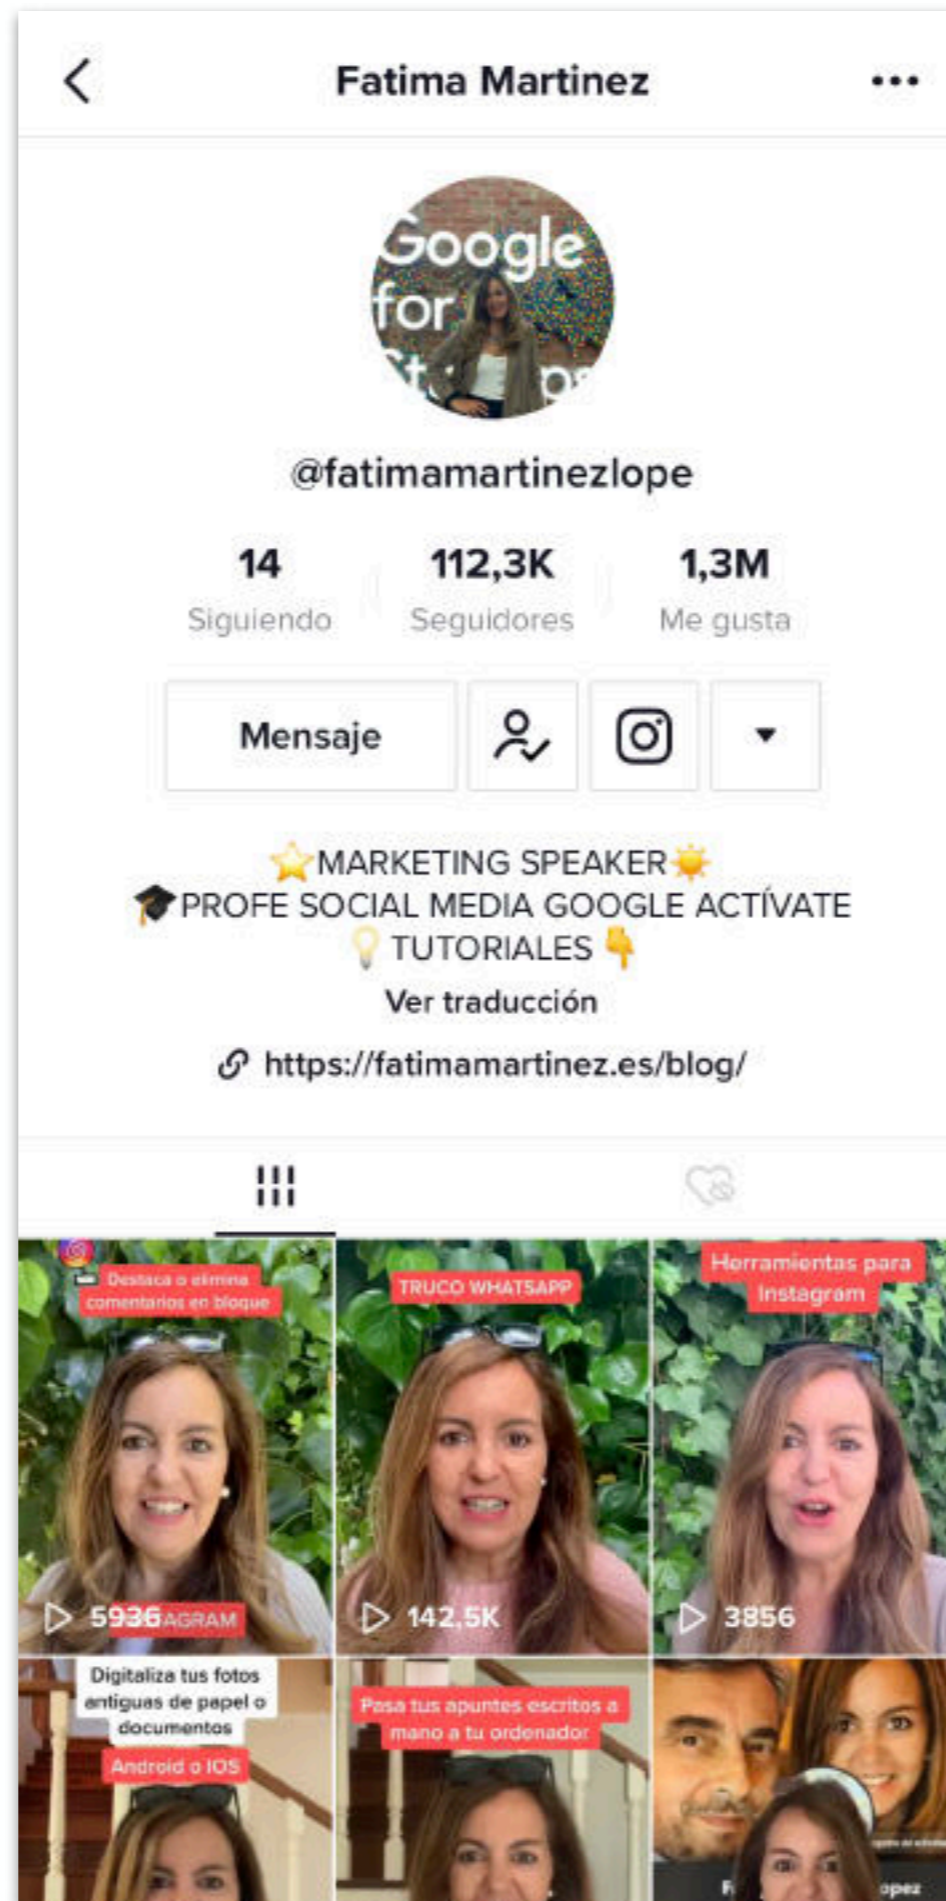 Fatima Martinez
Google
for
@fatimamartinezlope
14 112,3K 1,3M
Siguiendo Seguidores Me gusta
Mensaje
⭐MARKETING SPEAKER☀️
🎓PROFE SOCIAL MEDIA GOOGLE ACTÍVATE
💡TUTORIALES👇
Ver traducción
https://fatimamartinez.es/blog/
Destaca o elimina
comentarios en bloque
5936
AGRAM
TRUCO WHATSAPP
142,5K
Herramientas para
Instagram
3856
Digitaliza tus fotos
antiguas de papel o
documentos
Android o IOS
Pasa tus apuntes escritos a
mano a tu ordenador